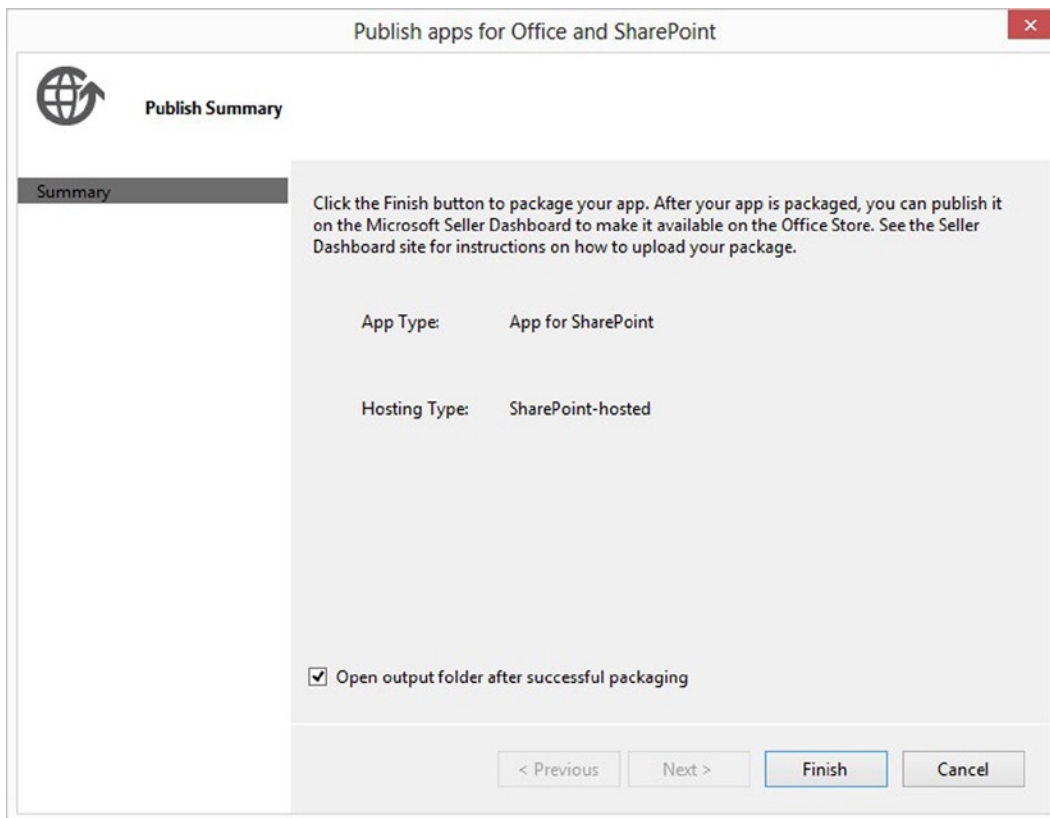 Publish apps for Office and SharePoint
Publish Summary
Summary
Click the Finish button to package your app. After your app is packaged, you can publish it
on the Microsoft Seller Dashboard to make it available on the Office Store. See the Seller
Dashboard site for instructions on how to upload your package.
App Type: App for SharePoint
Hosting Type: SharePoint-hosted
Open output folder after successful packaging
< Previous Next > Finish Cancel